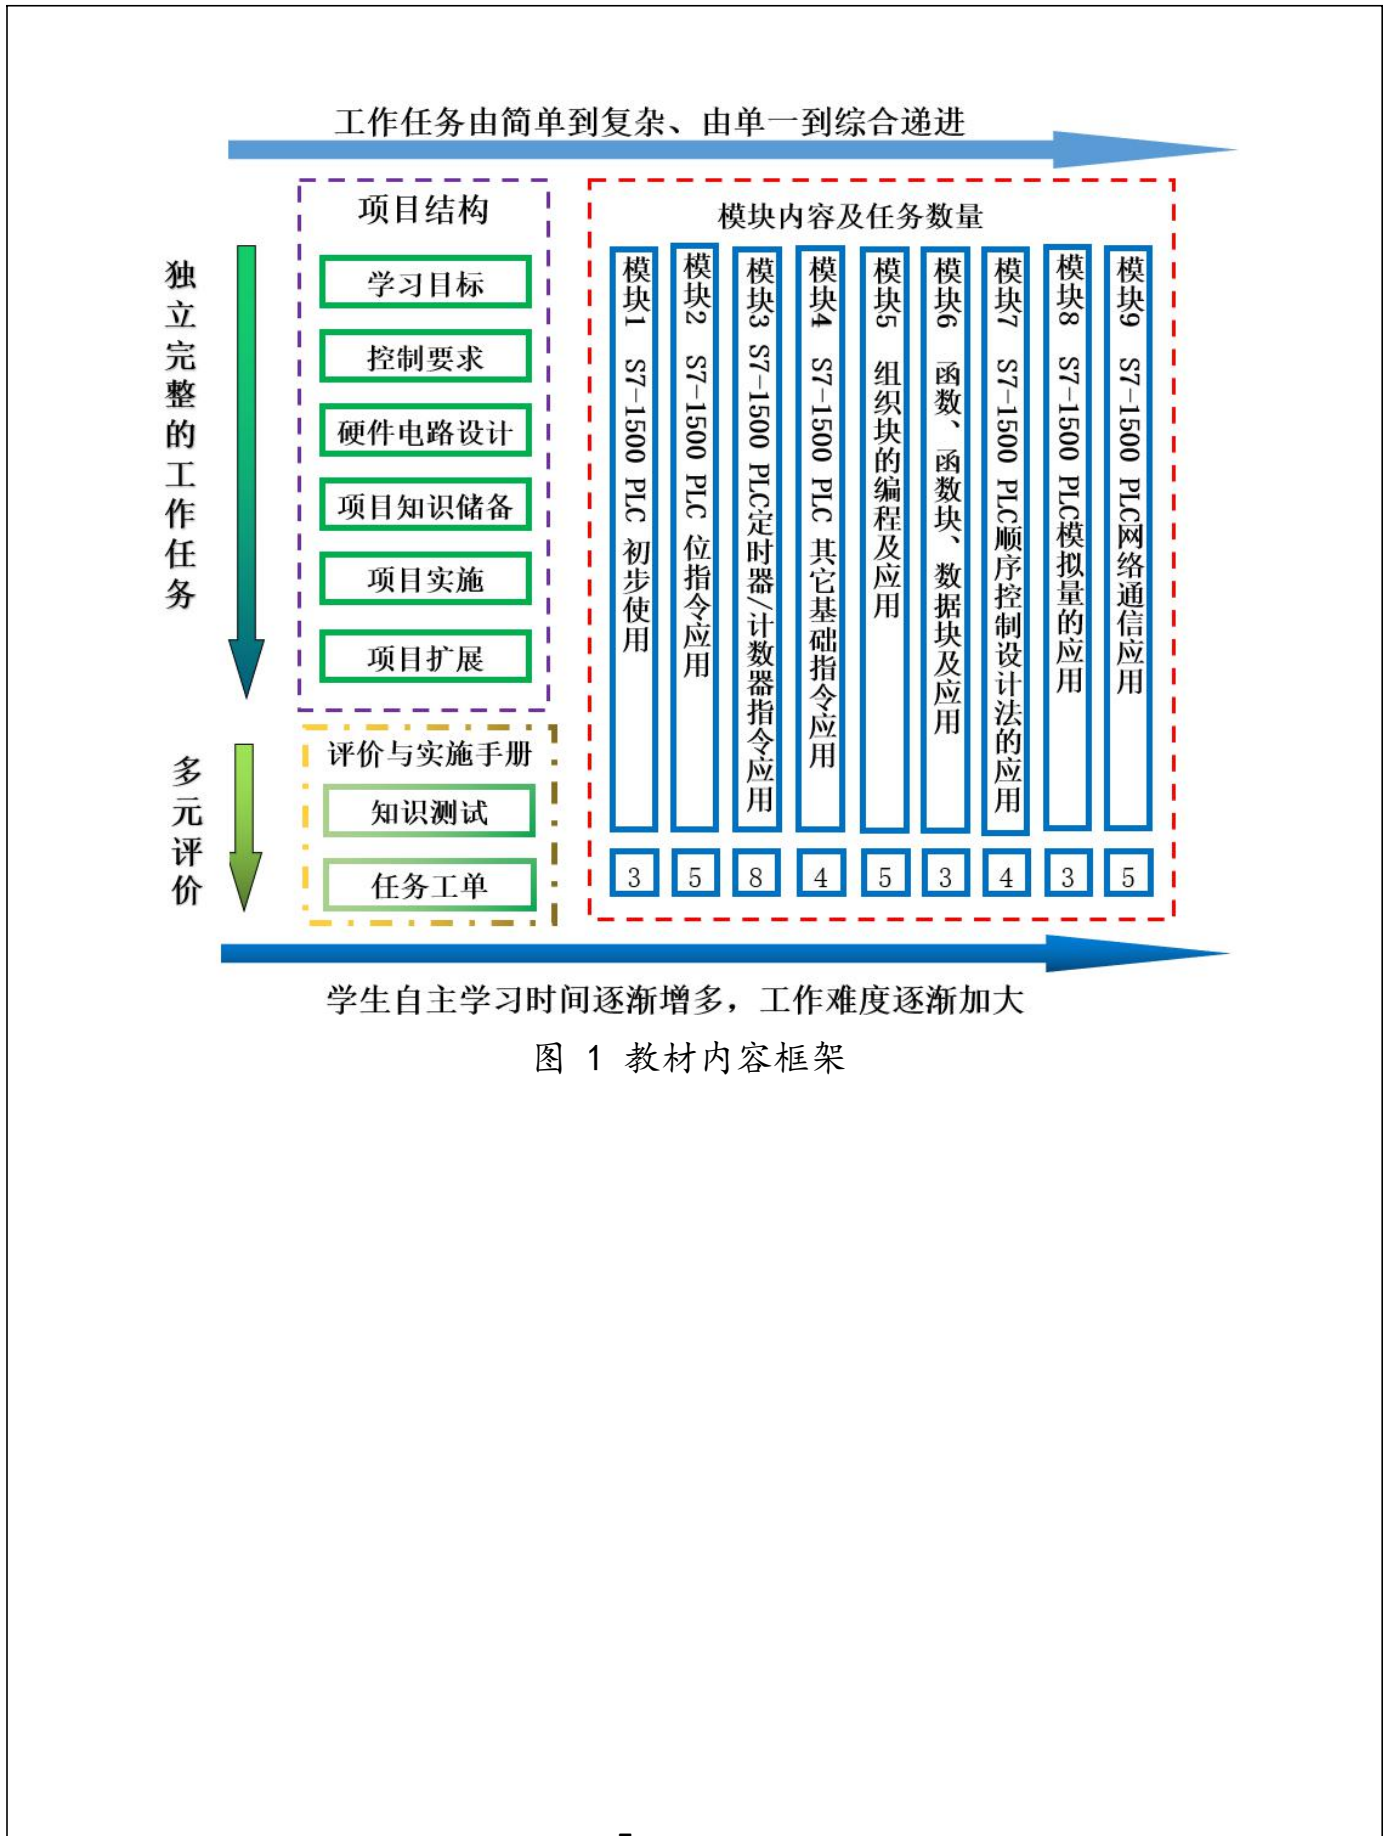 工作任务由简单到复杂、由单一到综合递进
项目结构
学习目标
控制要求
硬件电路设计
项目知识储备
项目实施
项目扩展
独立完整的工作任务
评价与实施手册
知识测试
任务工单
多元评价
模块内容及任务数量
模块1 S7-1500 PLC 初步使用
模块2 S7-1500 PLC 位指令应用
模块3 S7-1500 PLC定时器/计数器指令应用
模块4 S7-1500 PLC 其它基础指令应用
模块5 组织块的编程及应用
模块6 函数、函数块、数据块及应用
模块7 S7-1500 PLC顺序控制设计法的应用
模块8 S7-1500 PLC模拟量的应用
模块9 S7-1500 PLC网络通信应用
3 5 8 4 5 3 4 3 5
学生自主学习时间逐渐增多，工作难度逐渐加大
图 1 教材内容框架